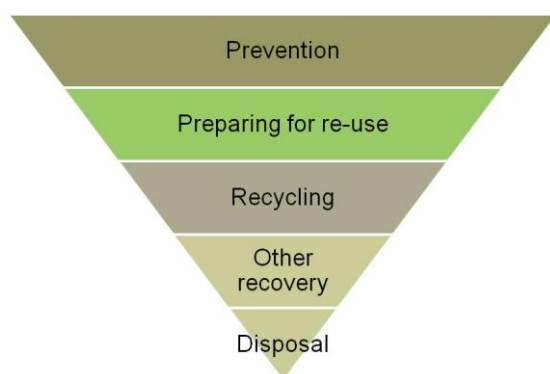 Prevention
Preparing for re-use
Recycling
Other
recovery
Disposal